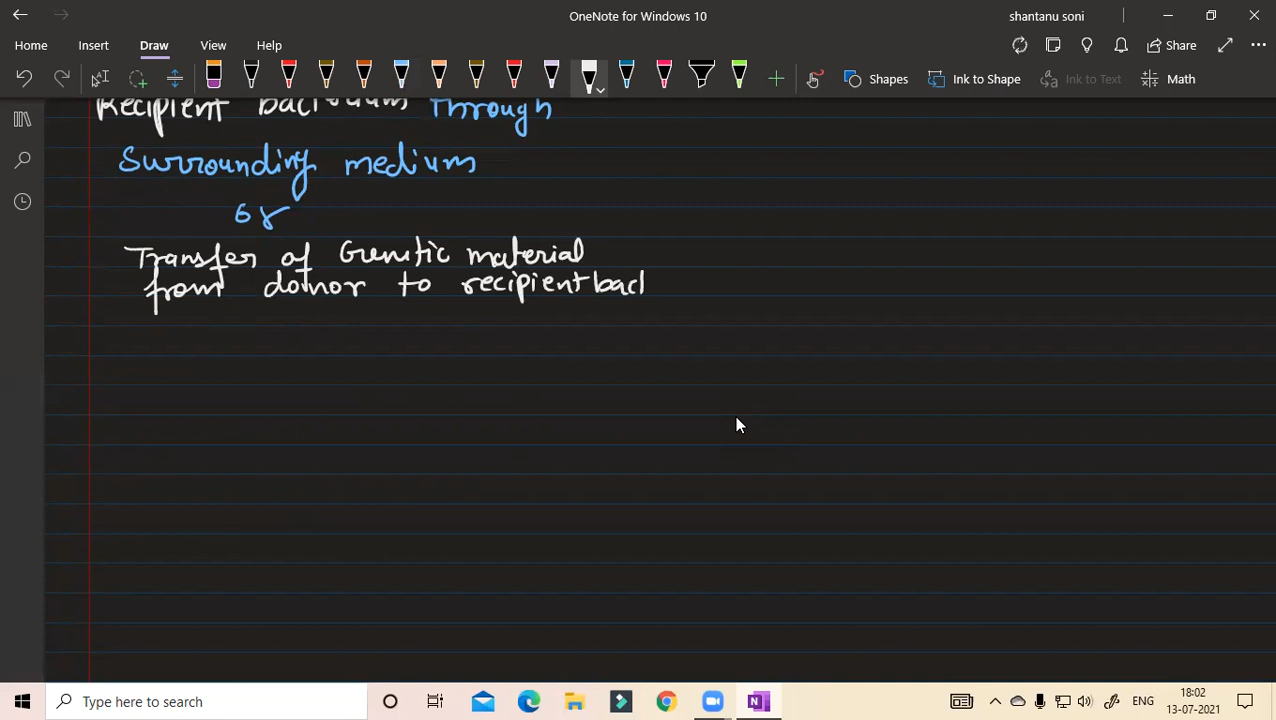 OneNote for Windows 10
shantanu soni
Home Insert Draw View Help
Share
Shapes Ink to Shape Ink to Text Math
Recipient bacterium Through
Surrounding medium
or
Transfer of Genetic material
from donor to recipient bact
Type here to search
ENG
18:02
13-07-2021